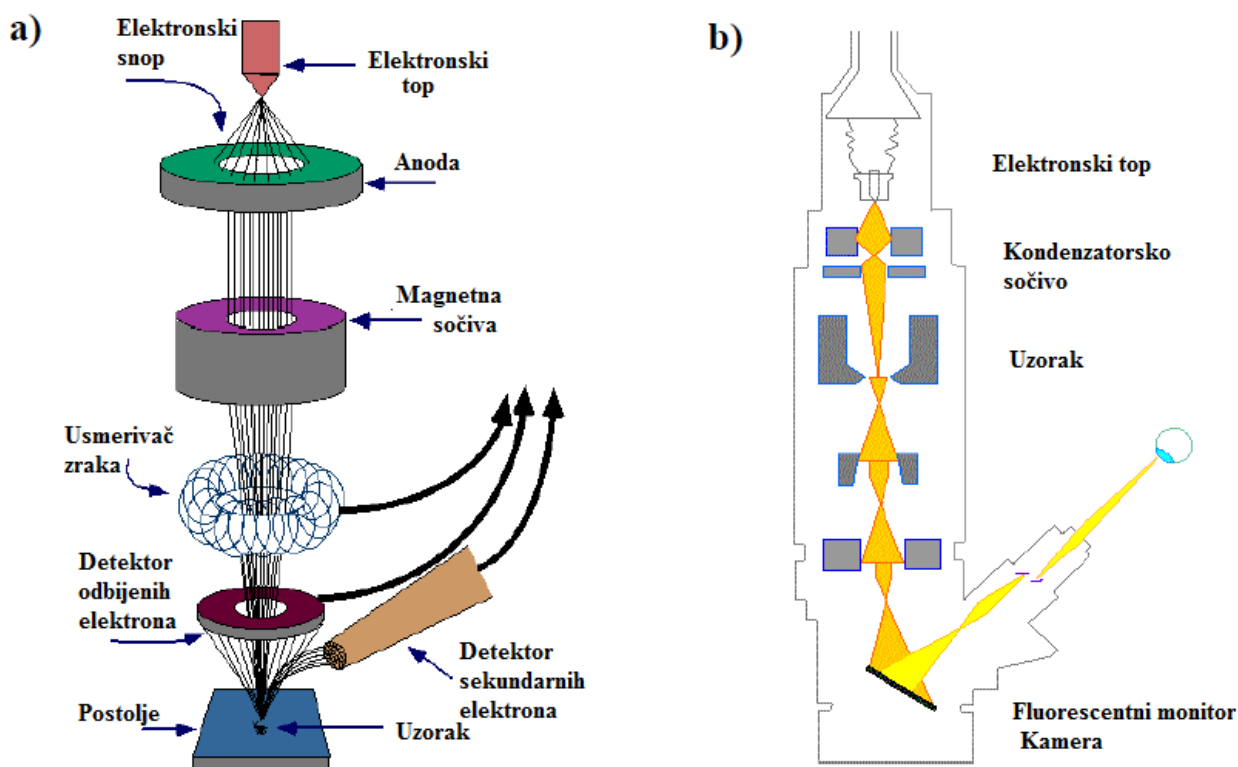 a)
Elektronski
snop
Elektronski
top
Anoda
Magnetna
sočiva
Usmerivač
zraka
Detektor
odbijenih
elektrona
Detektor
sekundarnih
elektrona
Postolje
Uzorak
b)
Elektronski top
Kondenzatorsko
sočivo
Uzorak
Fluorescentni monitor
Kamera